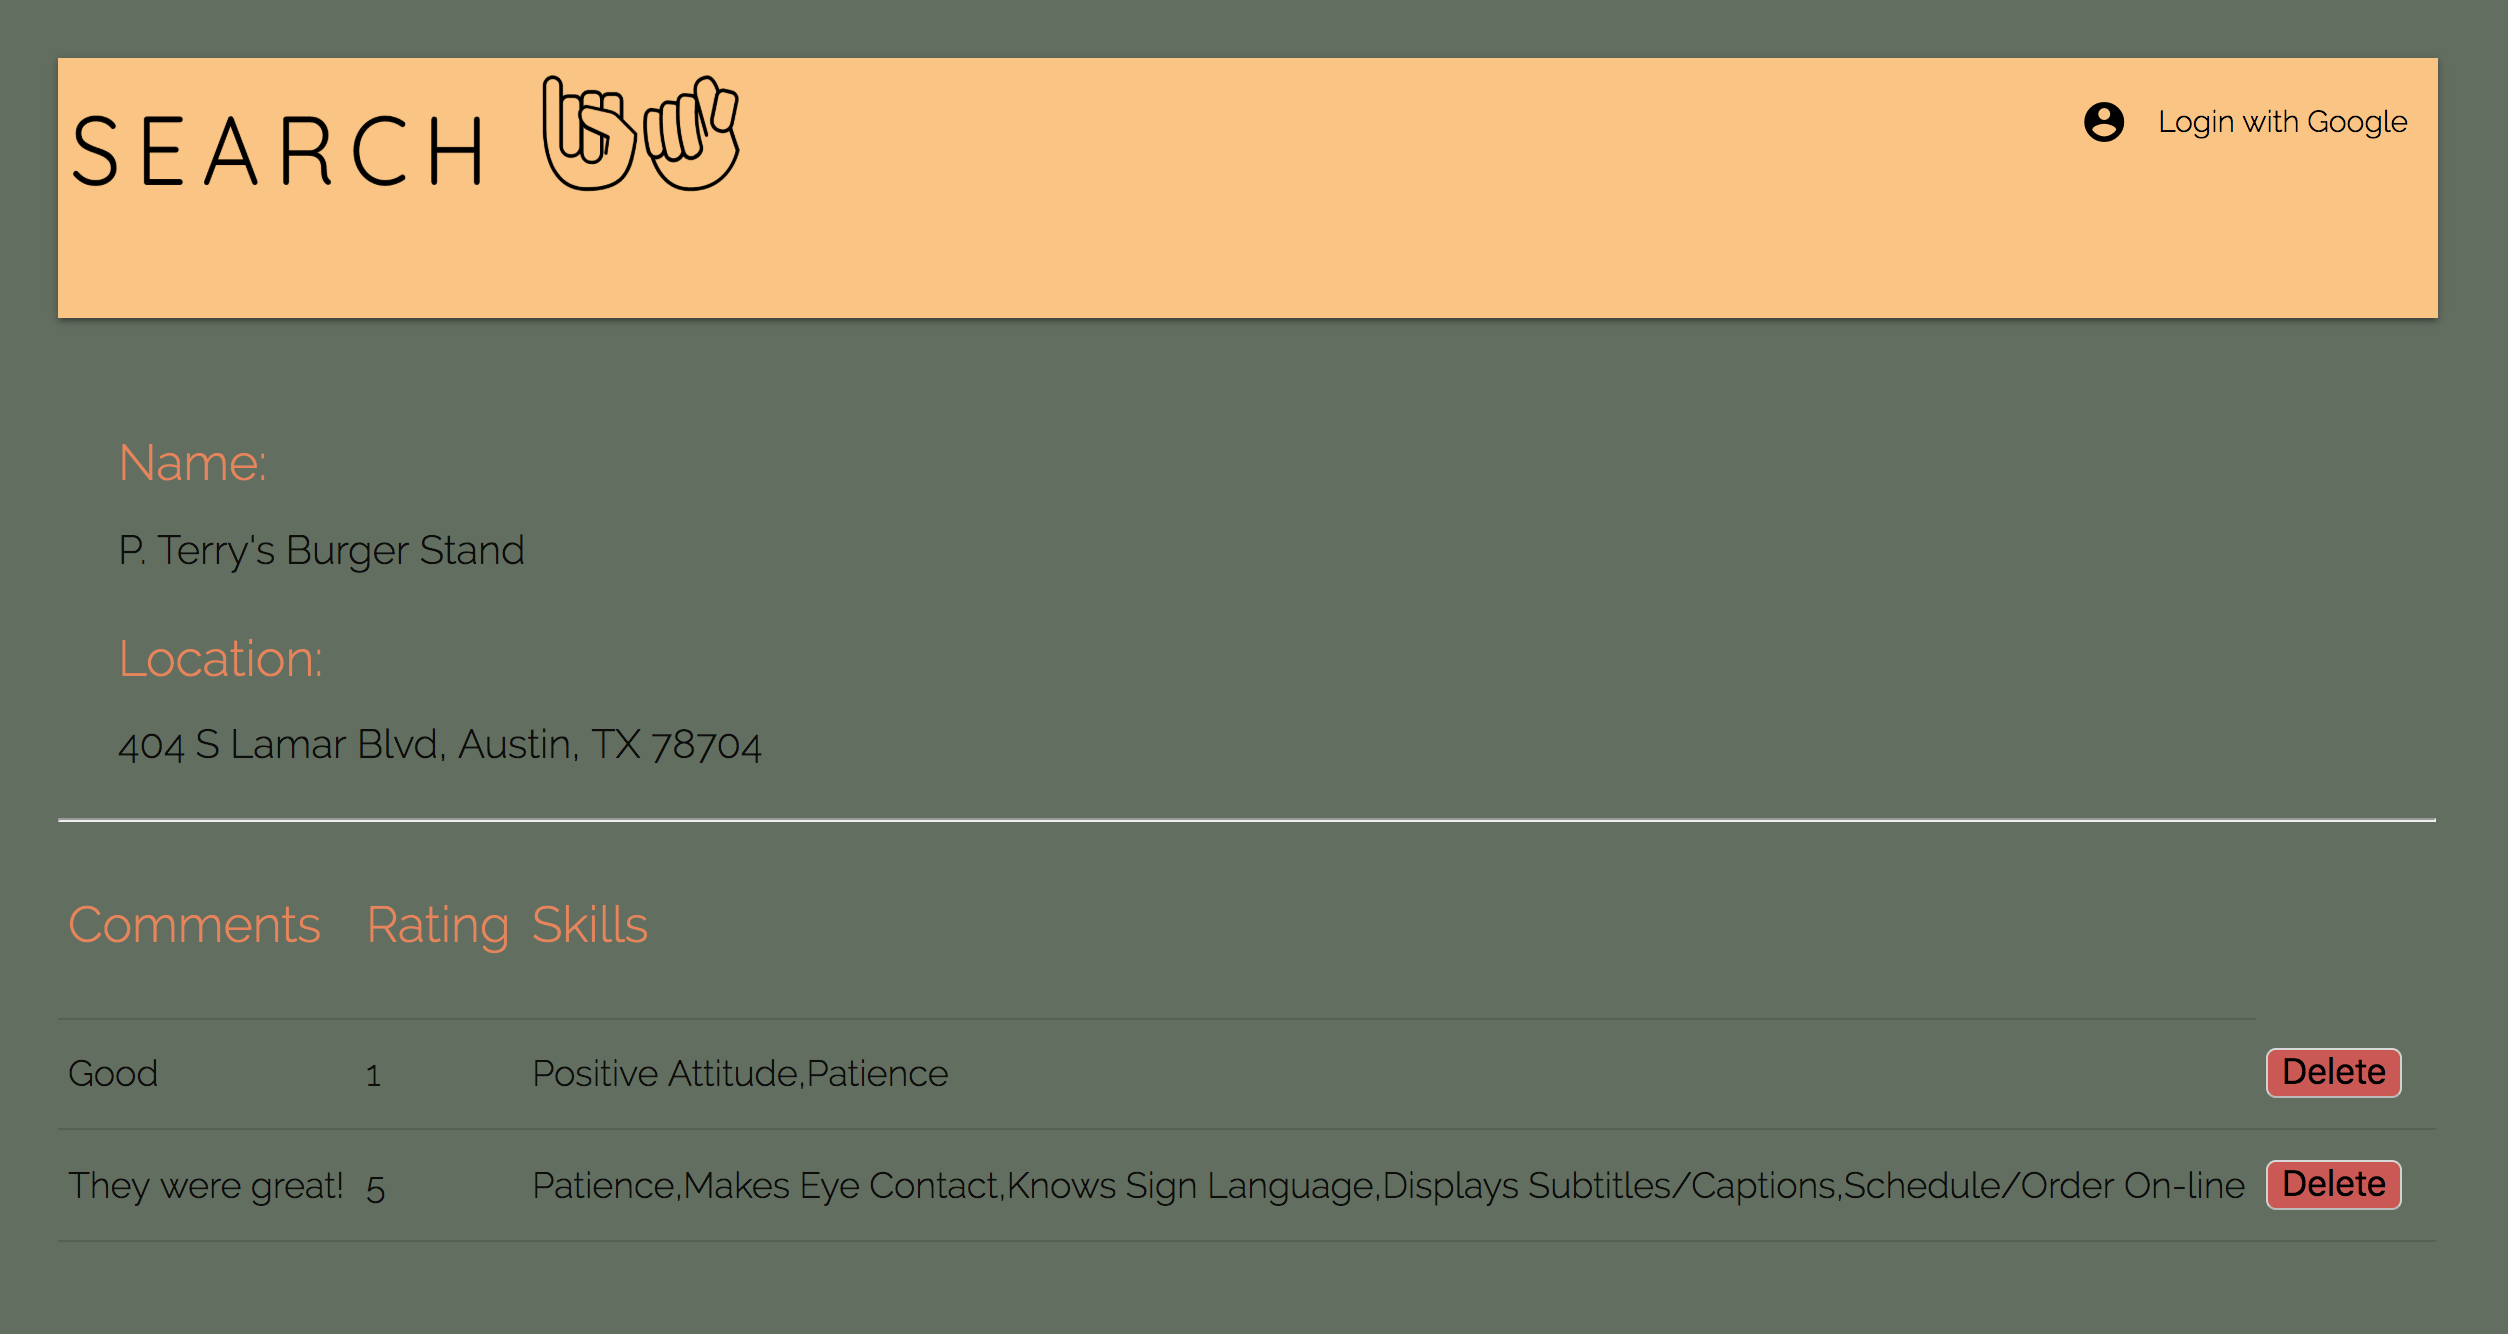 SEARCH
Login with Google
Name:
P. Terry's Burger Stand
Location:
404 S Lamar Blvd, Austin, TX 78704
Comments Rating Skills
Good 1 Positive Attitude,Patience Delete
They were great! 5 Patience,Makes Eye Contact,Knows Sign Language,Displays Subtitles/Captions,Schedule/Order On-line Delete